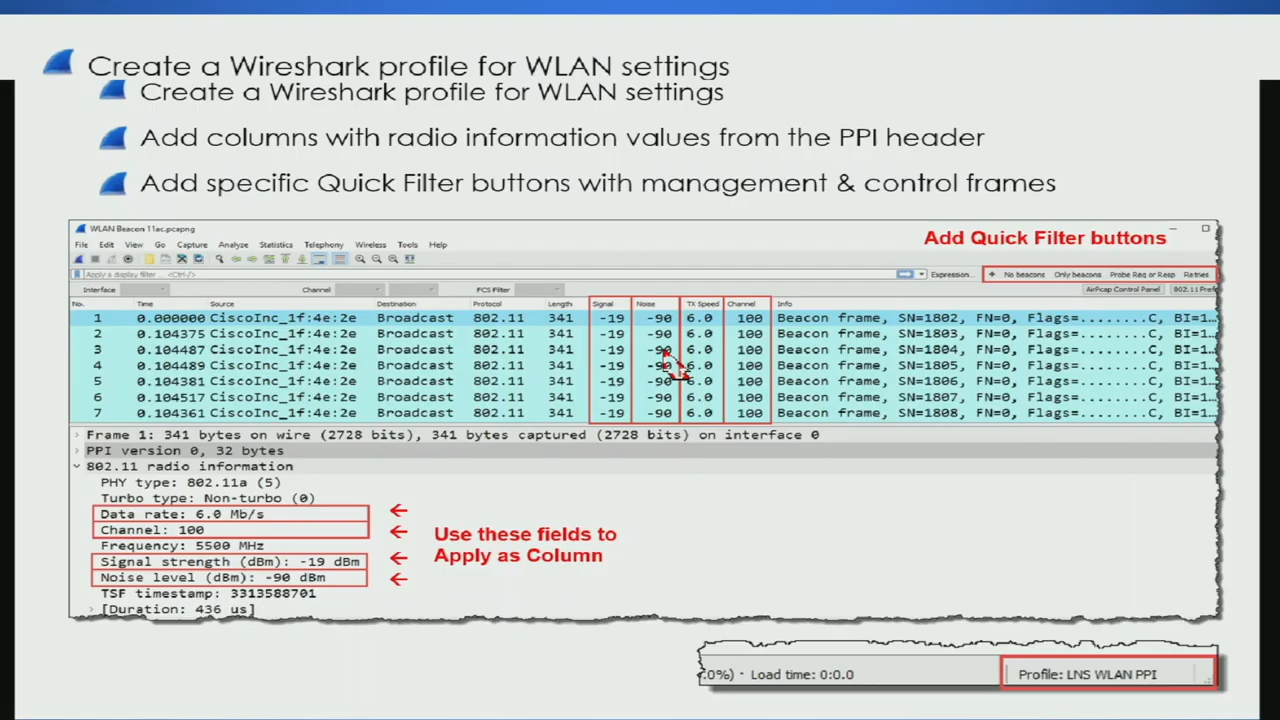 Create a Wireshark profile for WLAN settings
Create a Wireshark profile for WLAN settings
Add columns with radio information values from the PPI header
Add specific Quick Filter buttons with management & control frames
WLAN Beacon 11ac.pcapng
Add Quick Filter buttons
File Edit View Go Capture Analyze Statistics Telephony Wireless Tools Help
Apply a display filter ... <Ctrl-/> Expression... + No beacons Only beacons Probe Req or Resp Retries
Interface Channel FCS Filter AirPcap Control Panel 802.11 Prefe
No. Time Source Destination Protocol Length Signal Noise TX Speed Channel Info
1 0.000000 CiscoInc_1f:4e:2e Broadcast 802.11 341 -19 -90 6.0 100 Beacon frame, SN=1802, FN=0, Flags=........C, BI=1…
2 0.104375 CiscoInc_1f:4e:2e Broadcast 802.11 341 -19 -90 6.0 100 Beacon frame, SN=1803, FN=0, Flags=........C, BI=1…
3 0.104487 CiscoInc_1f:4e:2e Broadcast 802.11 341 -19 -90 6.0 100 Beacon frame, SN=1804, FN=0, Flags=........C, BI=1…
4 0.104489 CiscoInc_1f:4e:2e Broadcast 802.11 341 -19 -90 6.0 100 Beacon frame, SN=1805, FN=0, Flags=........C, BI=1…
5 0.104381 CiscoInc_1f:4e:2e Broadcast 802.11 341 -19 -90 6.0 100 Beacon frame, SN=1806, FN=0, Flags=........C, BI=1…
6 0.104517 CiscoInc_1f:4e:2e Broadcast 802.11 341 -19 -90 6.0 100 Beacon frame, SN=1807, FN=0, Flags=........C, BI=1…
7 0.104361 CiscoInc_1f:4e:2e Broadcast 802.11 341 -19 -90 6.0 100 Beacon frame, SN=1808, FN=0, Flags=........C, BI=1…
Frame 1: 341 bytes on wire (2728 bits), 341 bytes captured (2728 bits) on interface 0
PPI version 0, 32 bytes
802.11 radio information
PHY type: 802.11a (5)
Turbo type: Non-turbo (0)
Data rate: 6.0 Mb/s
Channel: 100
Frequency: 5500 MHz
Signal strength (dBm): -19 dBm
Noise level (dBm): -90 dBm
TSF timestamp: 3313588701
[Duration: 436 us]
Use these fields to
Apply as Column
.0%) · Load time: 0:0.0 Profile: LNS WLAN PPI